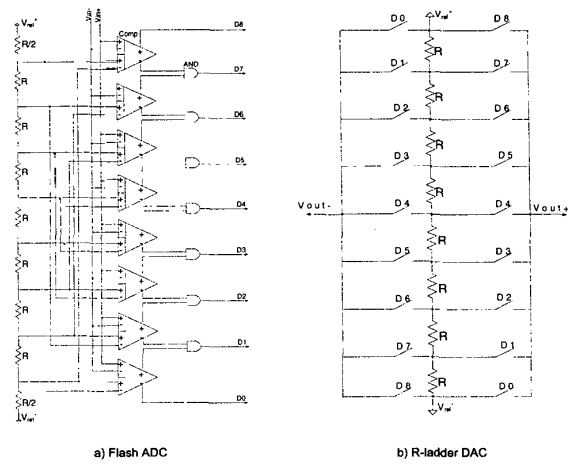 Vref+
R/2
R
R
R
R
R
R
R
R/2
Vref-
Vin-
Vin+
Comp
AND
D8
D7
D6
D5
D4
D3
D2
D1
D0
a) Flash ADC
Vref+
D0 D8
R
D1 D7
R
D2 D6
R
D3 D5
R
Vout- D4 D4 Vout+
R
D5 D3
R
D6 D2
R
D7 D1
R
D8 D0
Vref-
b) R-ladder DAC